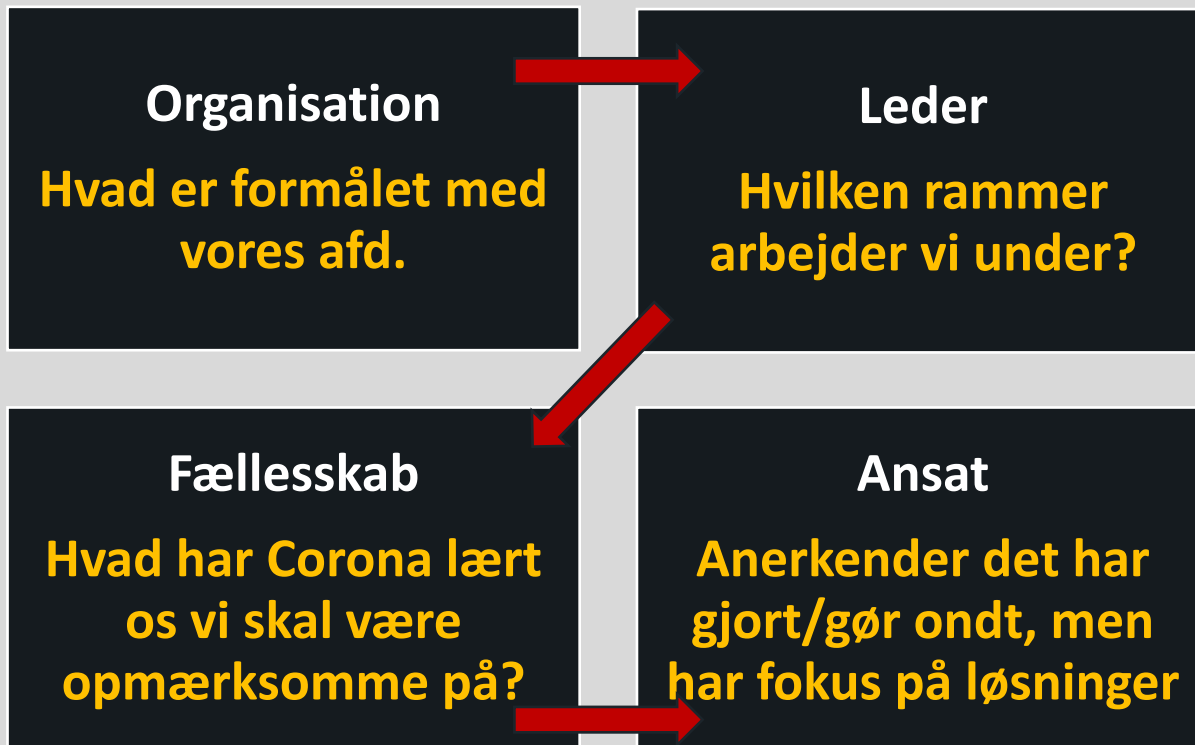 Organisation
Hvad er formålet med
vores afd.
Leder
Hvilken rammer
arbejder vi under?
Fællesskab
Hvad har Corona lært
os vi skal være
opmærksomme på?
Ansat
Anerkender det har
gjort/gør ondt, men
har fokus på løsninger